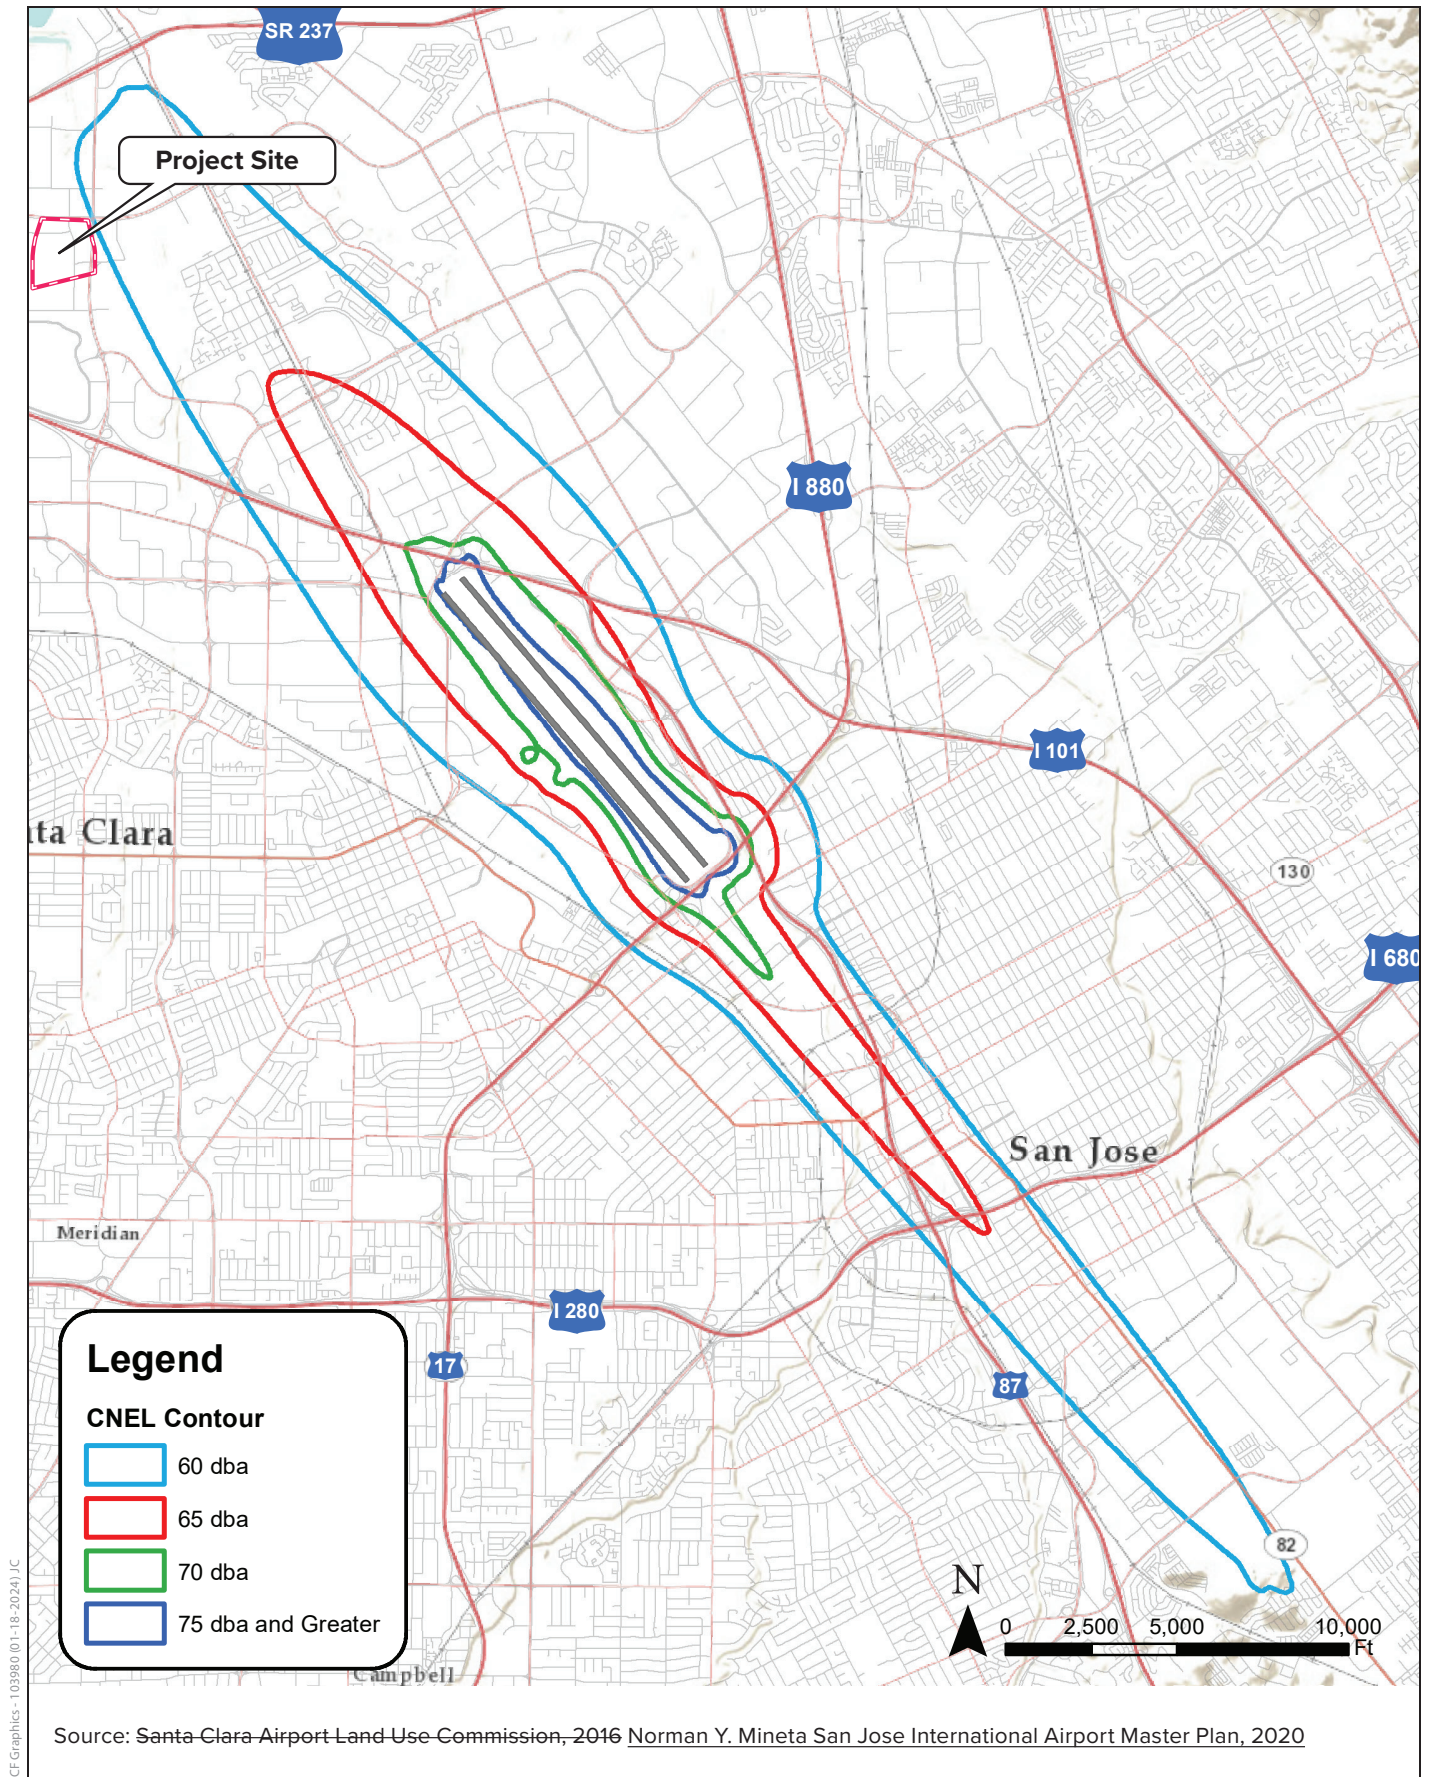 SR 237
Project Site
I 880
I 101
nta Clara
130
I 680
San Jose
Meridian
I 280
17
87
Legend
CNEL Contour
60 dba
65 dba
70 dba
75 dba and Greater
82
N
0 2,500 5,000 10,000
Ft
Campbell
Source: Santa Clara Airport Land Use Commission, 2016 Norman Y. Mineta San Jose International Airport Master Plan, 2020
CF Graphics - 103980 (01-18-2024) JC